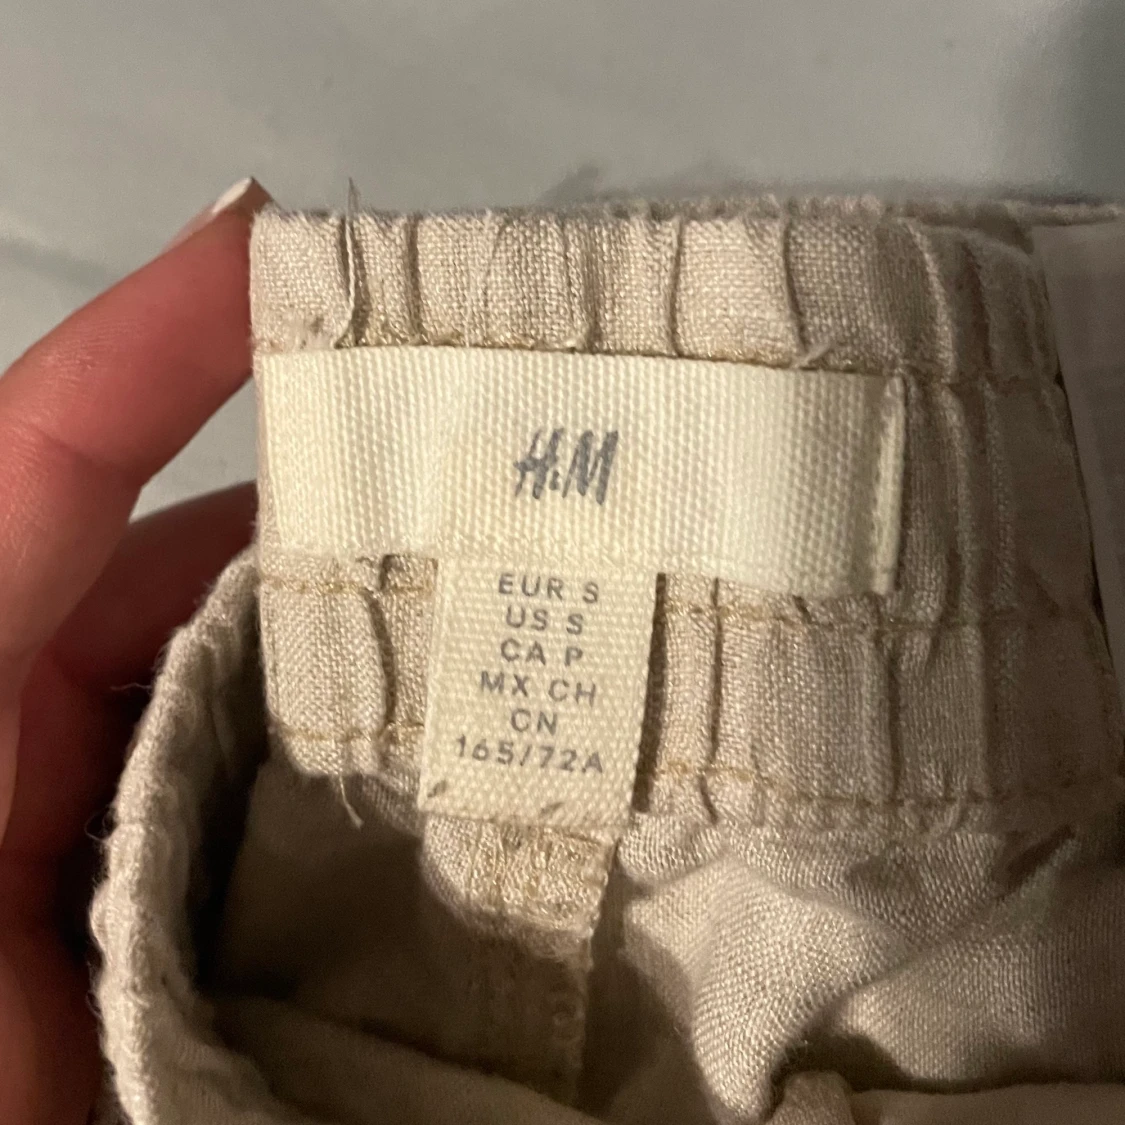 H&M
EUR S
US S
CA P
MX CH
CN
165/72A